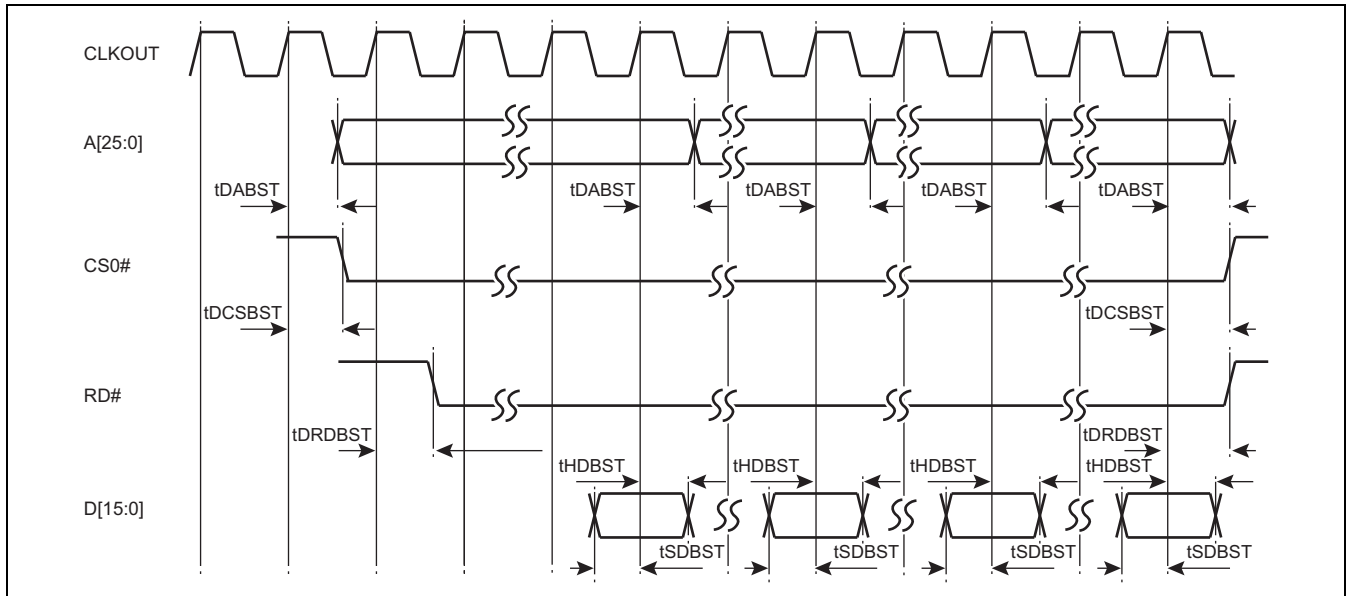 CLKOUT
A[25:0]
tDABST tDABST tDABST tDABST tDABST
CS0#
tDCSBST tDCSBST
RD#
tDRDBST tDRDBST
tHDBST tHDBST tHDBST tHDBST
D[15:0]
tSDBST tSDBST tSDBST tSDBST